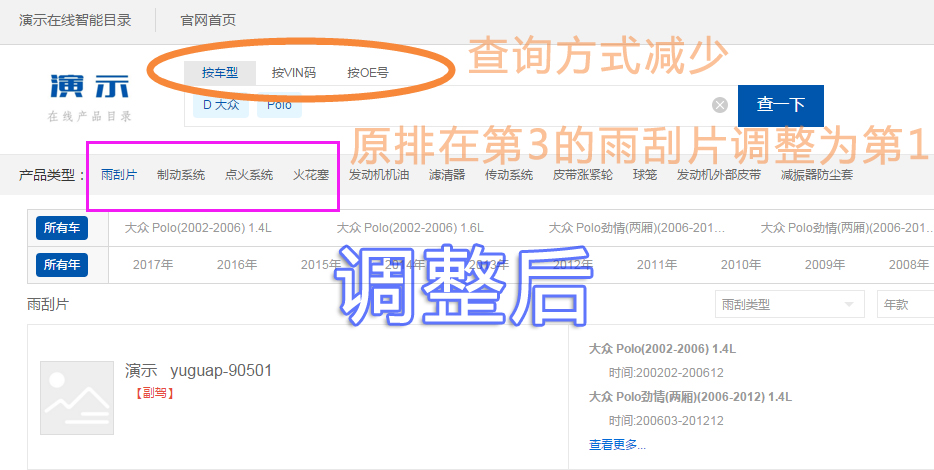 演示在线智能目录 官网首页
查询方式减少
按车型 按VIN码 按OE号
演示
在线产品目录
D 大众 Polo
查一下
原排在第3的雨刮片调整为第1
产品类型： 雨刮片 制动系统 点火系统 火花塞 发动机机油 滤清器 传动系统 皮带涨紧轮 球笼 发动机外部皮带 减振器防尘套
所有车 大众 Polo(2002-2006) 1.4L 大众 Polo(2002-2006) 1.6L 大众 Polo劲情(两厢)(2006-201... 大众 Polo劲情(两厢)(2006-201...
所有年 2017年 2016年 2015年 2014年 2013年 2012年 2011年 2010年 2009年 2008年
调整后
雨刮片 雨刮类型 年款
演示 yuguap-90501
【副驾】
大众 Polo(2002-2006) 1.4L
时间:200202-200612
大众 Polo劲情(两厢)(2006-2012) 1.4L
时间:200603-201212
查看更多...